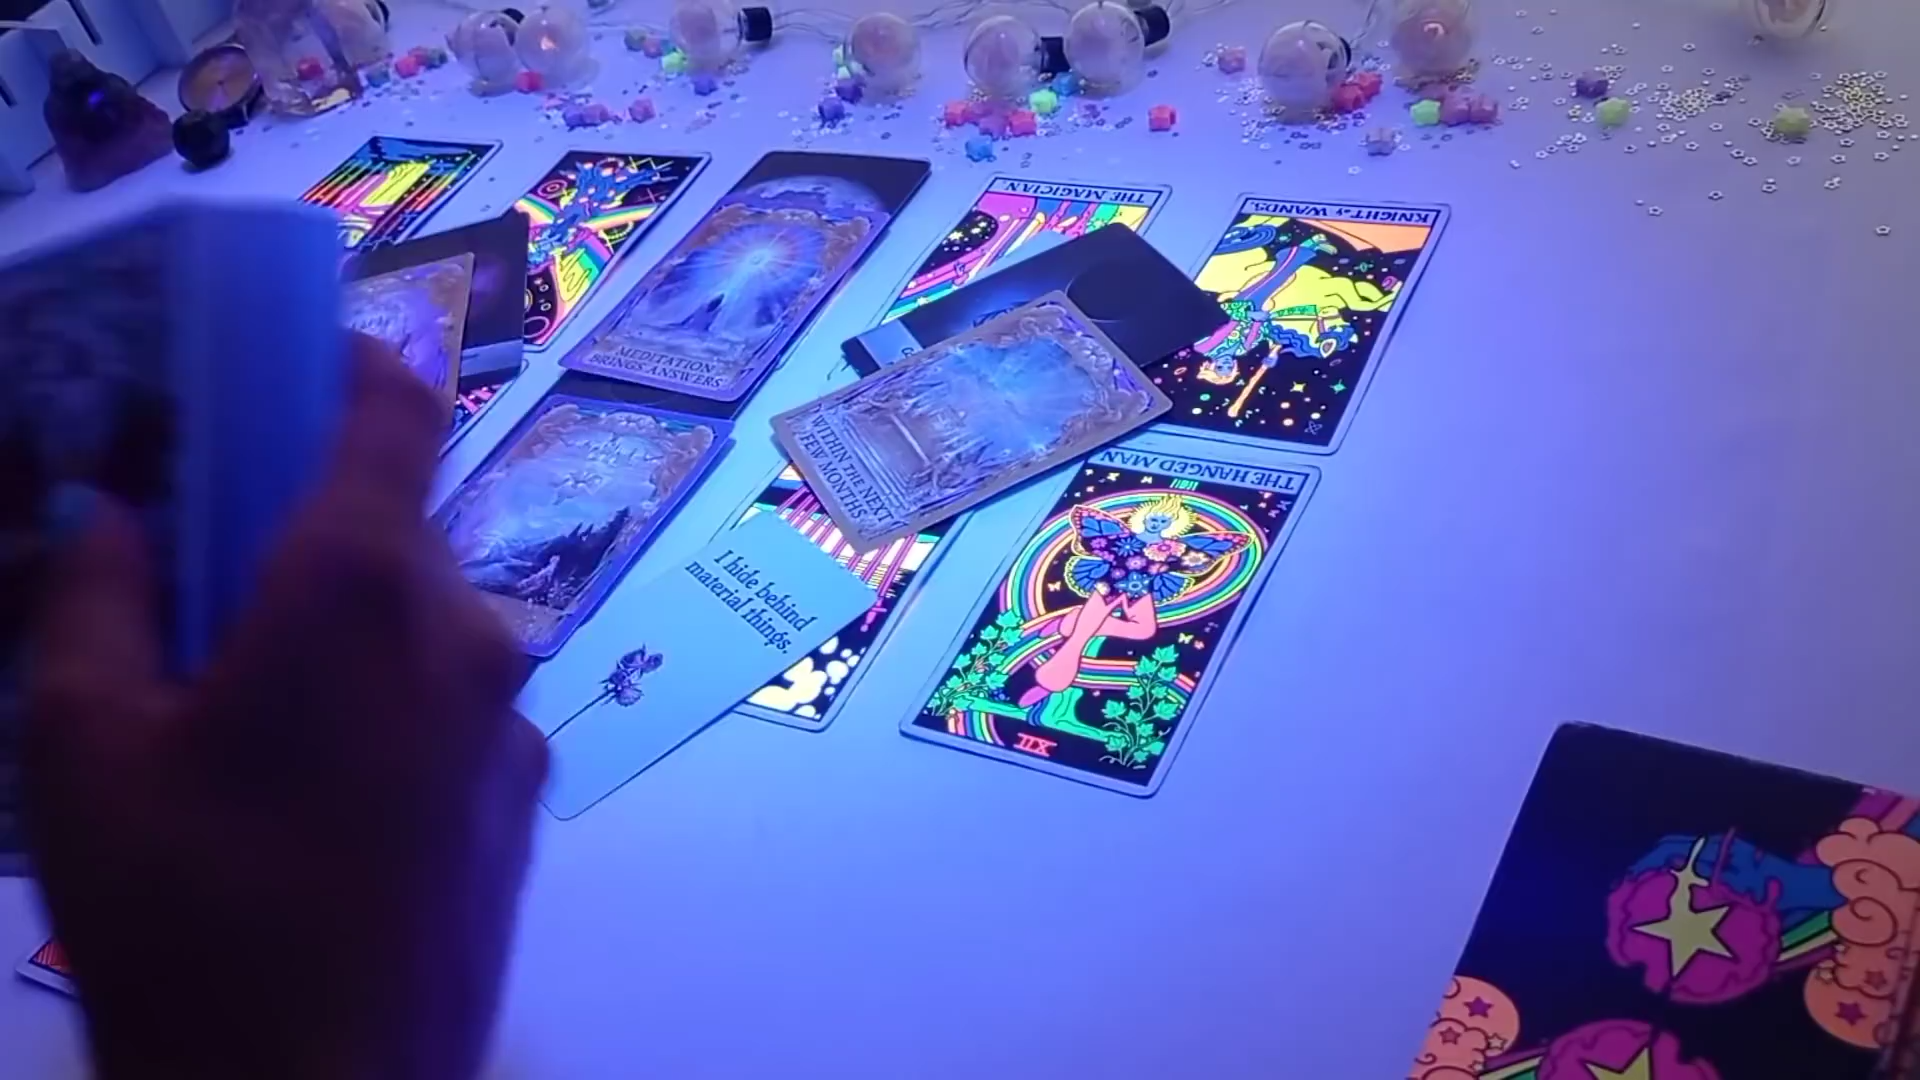 THE MAGICIAN.
KNIGHT of WANDS.
MEDITATION
BRINGS ANSWERS
WITHIN THE NEXT
FEW MONTHS
THE HANGED MAN
I hide behind
material things.
XII